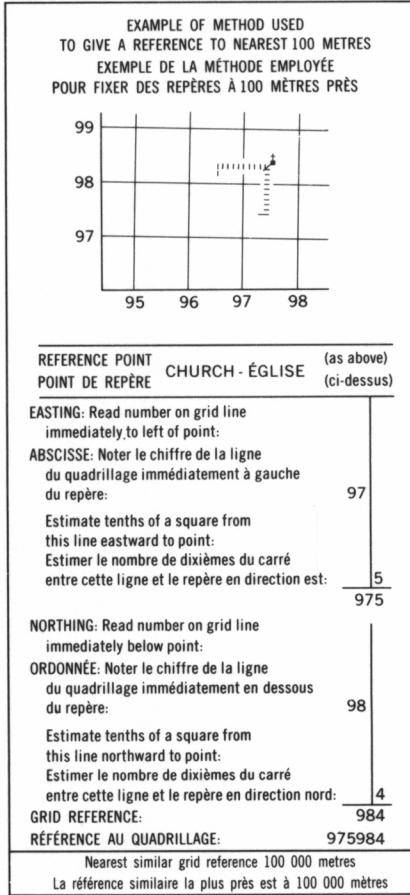 EXAMPLE OF METHOD USED
TO GIVE A REFERENCE TO NEAREST 100 METRES
EXEMPLE DE LA MÉTHODE EMPLOYÉE
POUR FIXER DES REPÈRES À 100 MÈTRES PRÈS
99
98
97
95 96 97 98
REFERENCE POINT
POINT DE REPÈRE
CHURCH - ÉGLISE
(as above)
(ci-dessus)
EASTING: Read number on grid line
immediately to left of point:
ABSCISSE: Noter le chiffre de la ligne
du quadrillage immédiatement à gauche
du repère: 97
Estimate tenths of a square from
this line eastward to point:
Estimer le nombre de dixièmes du carré
entre cette ligne et le repère en direction est: 5
975
NORTHING: Read number on grid line
immediately below point:
ORDONNÉE: Noter le chiffre de la ligne
du quadrillage immédiatement en dessous
du repère: 98
Estimate tenths of a square from
this line northward to point:
Estimer le nombre de dixièmes du carré
entre cette ligne et le repère en direction nord: 4
GRID REFERENCE: 984
RÉFÉRENCE AU QUADRILLAGE: 975984
Nearest similar grid reference 100 000 metres
La référence similaire la plus près est à 100 000 mètres